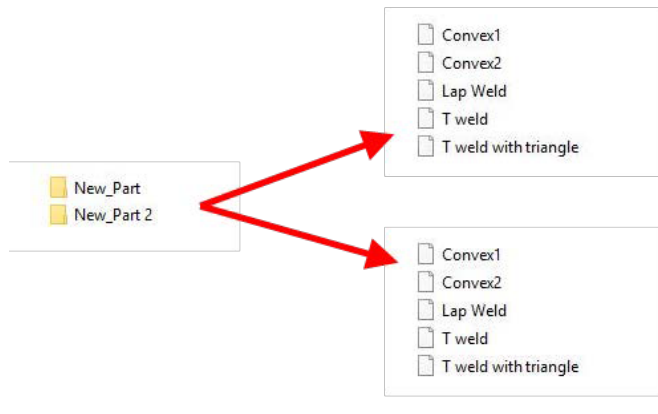 New_Part
New_Part 2
Convex1
Convex2
Lap Weld
T weld
T weld with triangle
Convex1
Convex2
Lap Weld
T weld
T weld with triangle